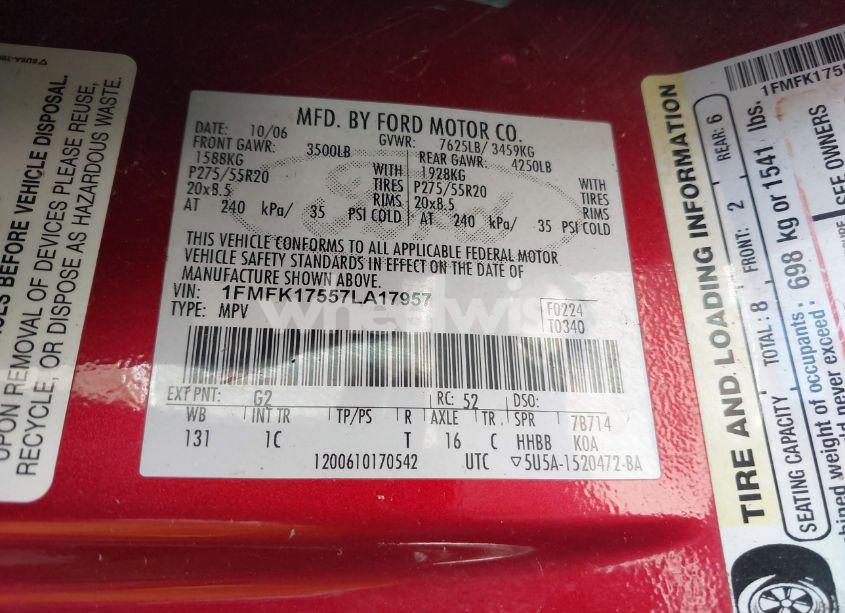 UPON REMOVAL OF DEVICES PLEASE REUSE,
RECYCLE, OR DISPOSE AS HAZARDOUS WASTE.
BEFORE VEHICLE DISPOSAL.
MFD. BY FORD MOTOR CO.
DATE: 10/06 GVWR: 7625LB/ 3459KG
FRONT GAWR: 3500LB REAR GAWR: 4250LB
1588KG WITH 1928KG WITH
P275/55R20 TIRES P275/55R20 TIRES
20x8.5 RIMS 20x8.5 RIMS
AT 240 kPa/ 35 PSI COLD AT 240 kPa/ 35 PSI COLD
THIS VEHICLE CONFORMS TO ALL APPLICABLE FEDERAL MOTOR
VEHICLE SAFETY STANDARDS IN EFFECT ON THE DATE OF
MANUFACTURE SHOWN ABOVE.
VIN: 1FMFK17557LA17957 F0224
TYPE: MPV T0340
EXT PNT: G2 RC: 52 DSO:
WB INT TR TP/PS R AXLE TR SPR 7B714
131 1C T 16 C HHBB KOA
1200610170542 UTC ▽5U5A-1520472-BA
TIRE AND LOADING INFORMATION
SEATING CAPACITY TOTAL: 8 FRONT: 2 REAR: 6
weight of occupants: 698 kg or 1541 lbs.
never exceed:
SEE OWNERS
1FMFK1755
Ford
wheelwis